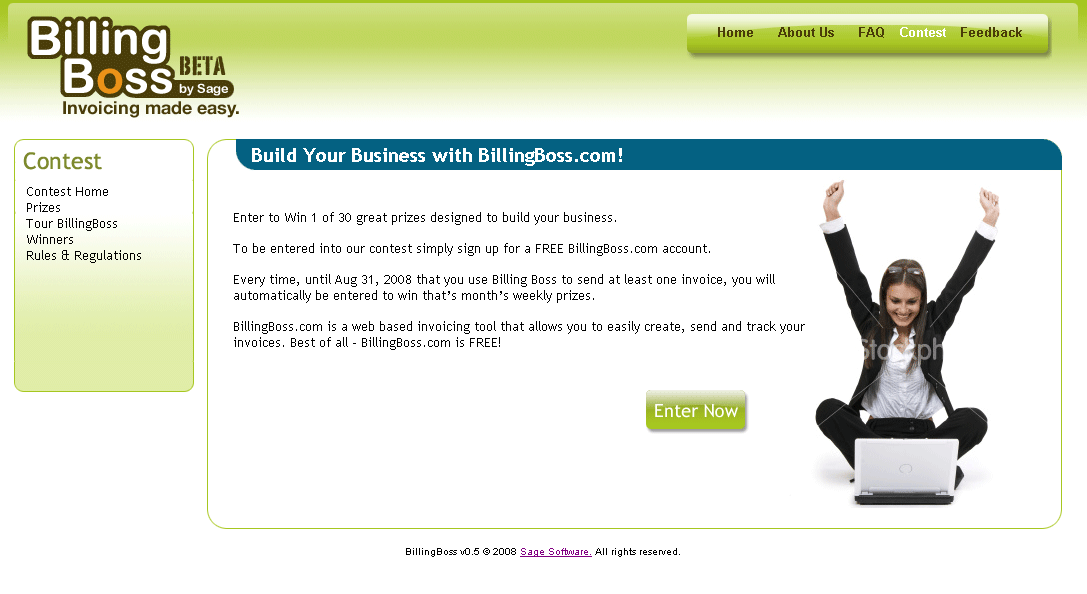 Billing
Boss
BETA
by Sage
Invoicing made easy.
Home
About Us
FAQ
Contest
Feedback
Contest
Contest Home
Prizes
Tour BillingBoss
Winners
Rules & Regulations
Build Your Business with BillingBoss.com!
Enter to Win 1 of 30 great prizes designed to build your business.
To be entered into our contest simply sign up for a FREE BillingBoss.com account.
Every time, until Aug 31, 2008 that you use Billing Boss to send at least one invoice, you will
automatically be entered to win that's month's weekly prizes.
BillingBoss.com is a web based invoicing tool that allows you to easily create, send and track your
invoices. Best of all - BillingBoss.com is FREE!
Enter Now
BillingBoss v0.5 © 2008 Sage Software. All rights reserved.